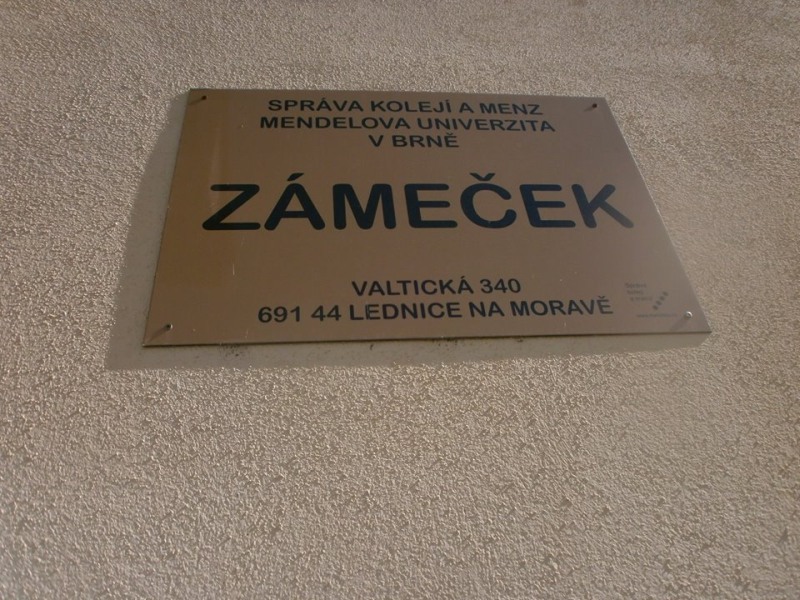 SPRÁVA KOLEJÍ A MENZ
MENDELOVA UNIVERZITA
V BRNĚ
ZÁMEČEK
VALTICKÁ 340
691 44 LEDNICE NA MORAVĚ